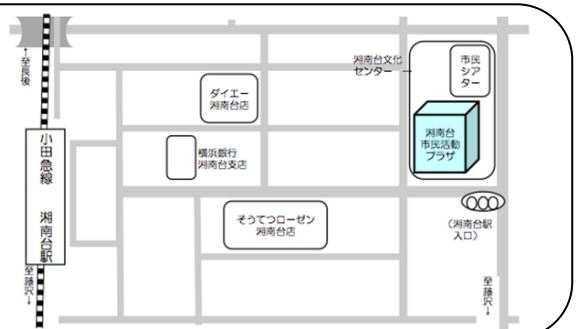 ←至長後
小田急線　湘南台駅
至藤沢→
ダイエー
湘南台店
横浜銀行
湘南台支店
そうてつローゼン
湘南台店
湘南台文化
センター
市民
シア
ター
湘南台
市民活動
プラザ
（湘南台駅
入口）
至藤沢→